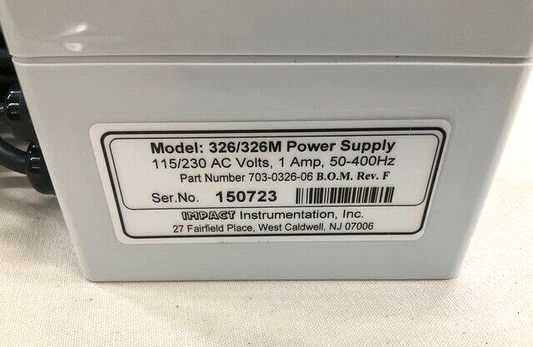 Model: 326/326M Power Supply
115/230 AC Volts, 1 Amp, 50-400Hz
Part Number 703-0326-06 B.O.M. Rev. F
Ser.No. 150723
IMPACT Instrumentation, Inc.
27 Fairfield Place, West Caldwell, NJ 07006